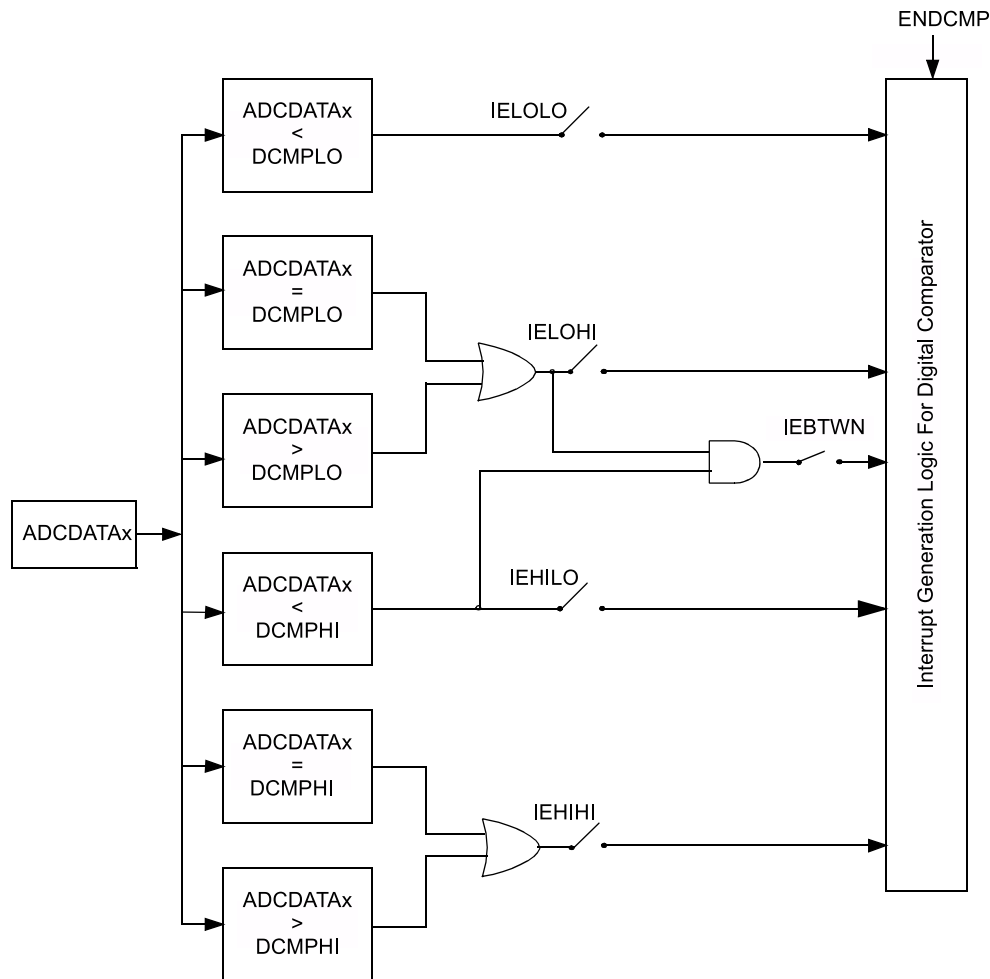 ENDCMP
ADCDATAx
<
DCMPLO
IELOLO
ADCDATAx
=
DCMPLO
IELOHI
ADCDATAx
>
DCMPLO
IEBTWN
ADCDATAx
ADCDATAx
<
DCMPHI
IEHILO
ADCDATAx
=
DCMPHI
IEHIHI
ADCDATAx
>
DCMPHI
Interrupt Generation Logic For Digital Comparator